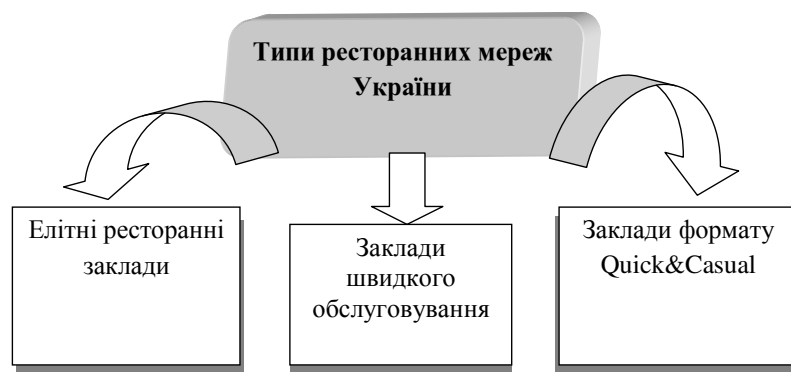 Типи ресторанних мереж
України
Елітні ресторанні
заклади
Заклади
швидкого
обслуговування
Заклади формату
Quick&Casual